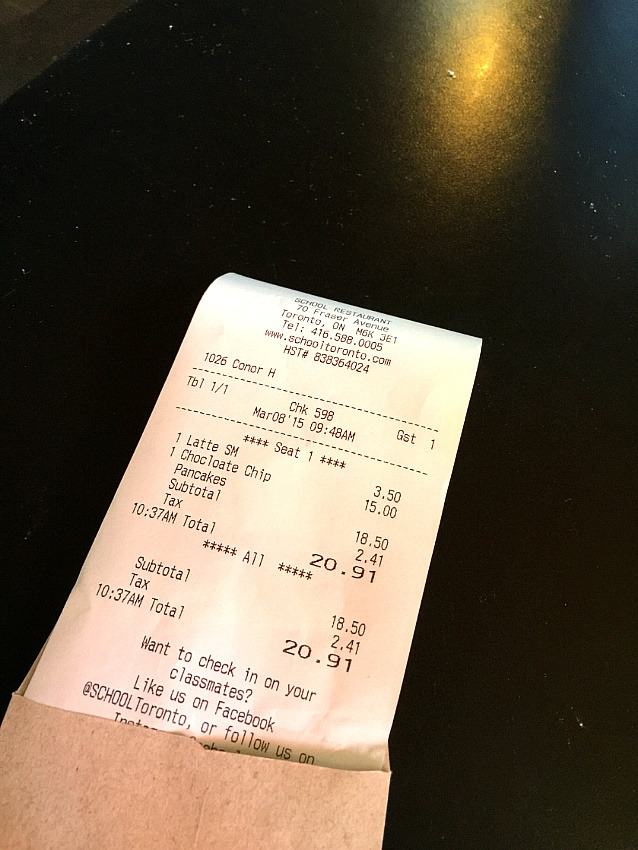 SCHOOL RESTAURANT
70 Fraser Avenue
Toronto, ON M6K 3E1
Tel: 416.588.0005
www.schooltoronto.com
HST# 838364024
1026 Conor H
Tbl 1/1 Chk 598 Gst 1
Mar08'15 09:48AM
**** Seat 1 ****
1 Latte SM 3.50
1 Chocloate Chip 15.00
Pancakes
Subtotal 18.50
Tax 2.41
10:37AM Total 20.91
***** All *****
Subtotal 18.50
Tax 2.41
10:37AM Total 20.91
Want to check in on your
classmates?
Like us on Facebook
@SCHOOLToronto, or follow us on